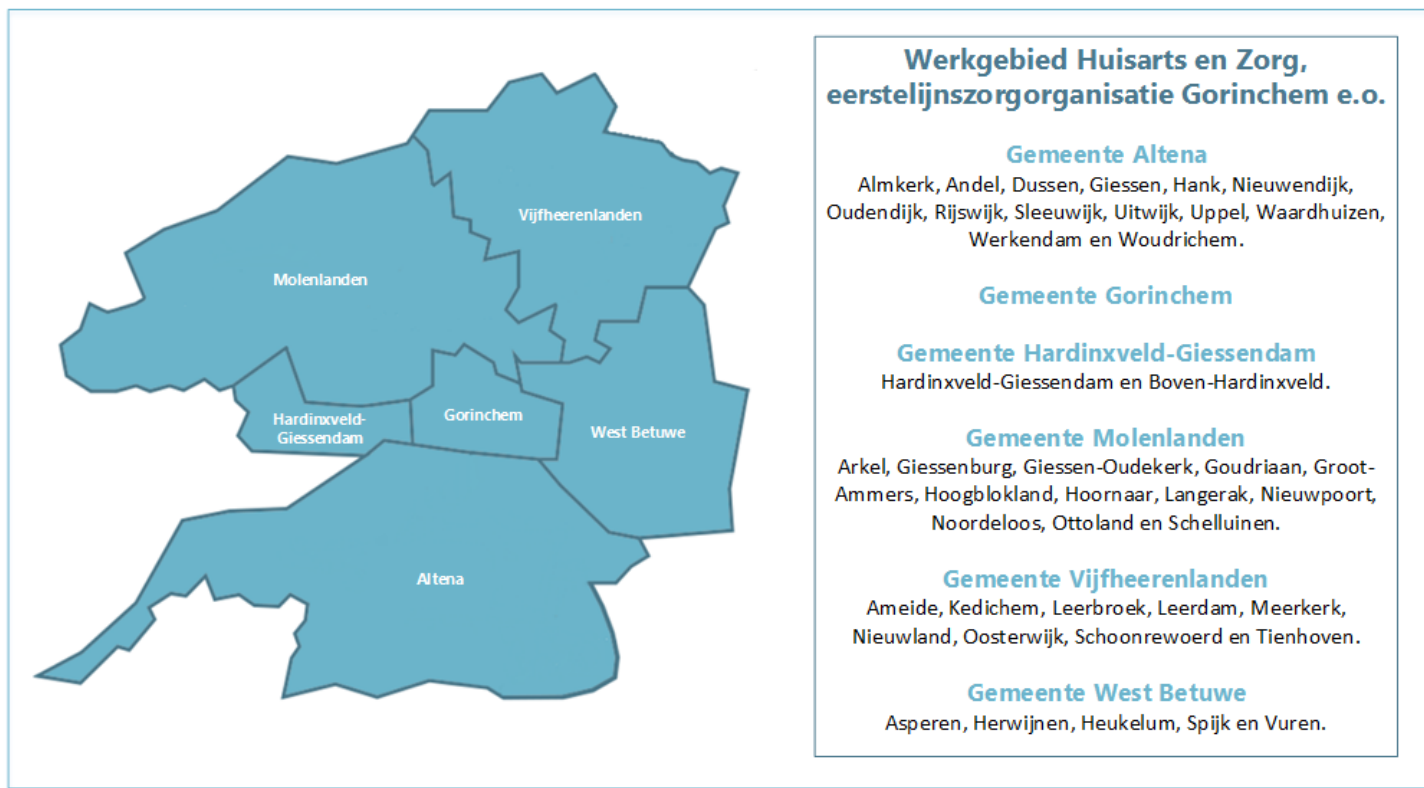 Vijfheerenlanden
Molenlanden
Hardinxveld-
Giessendam
Gorinchem
West Betuwe
Altena
Werkgebied Huisarts en Zorg,
eerstelijnszorgorganisatie Gorinchem e.o.
Gemeente Altena
Almkerk, Andel, Dussen, Giessen, Hank, Nieuwendijk,
Oudendijk, Rijswijk, Sleeuwijk, Uitwijk, Uppel, Waardhuizen,
Werkendam en Woudrichem.
Gemeente Gorinchem
Gemeente Hardinxveld-Giessendam
Hardinxveld-Giessendam en Boven-Hardinxveld.
Gemeente Molenlanden
Arkel, Giessenburg, Giessen-Oudekerk, Goudriaan, Groot-
Ammers, Hoogblokland, Hoornaar, Langerak, Nieuwpoort,
Noordeloos, Ottoland en Schelluinen.
Gemeente Vijfheerenlanden
Ameide, Kedichem, Leerbroek, Leerdam, Meerkerk,
Nieuwland, Oosterwijk, Schoonrewoerd en Tienhoven.
Gemeente West Betuwe
Asperen, Herwijnen, Heukelum, Spijk en Vuren.